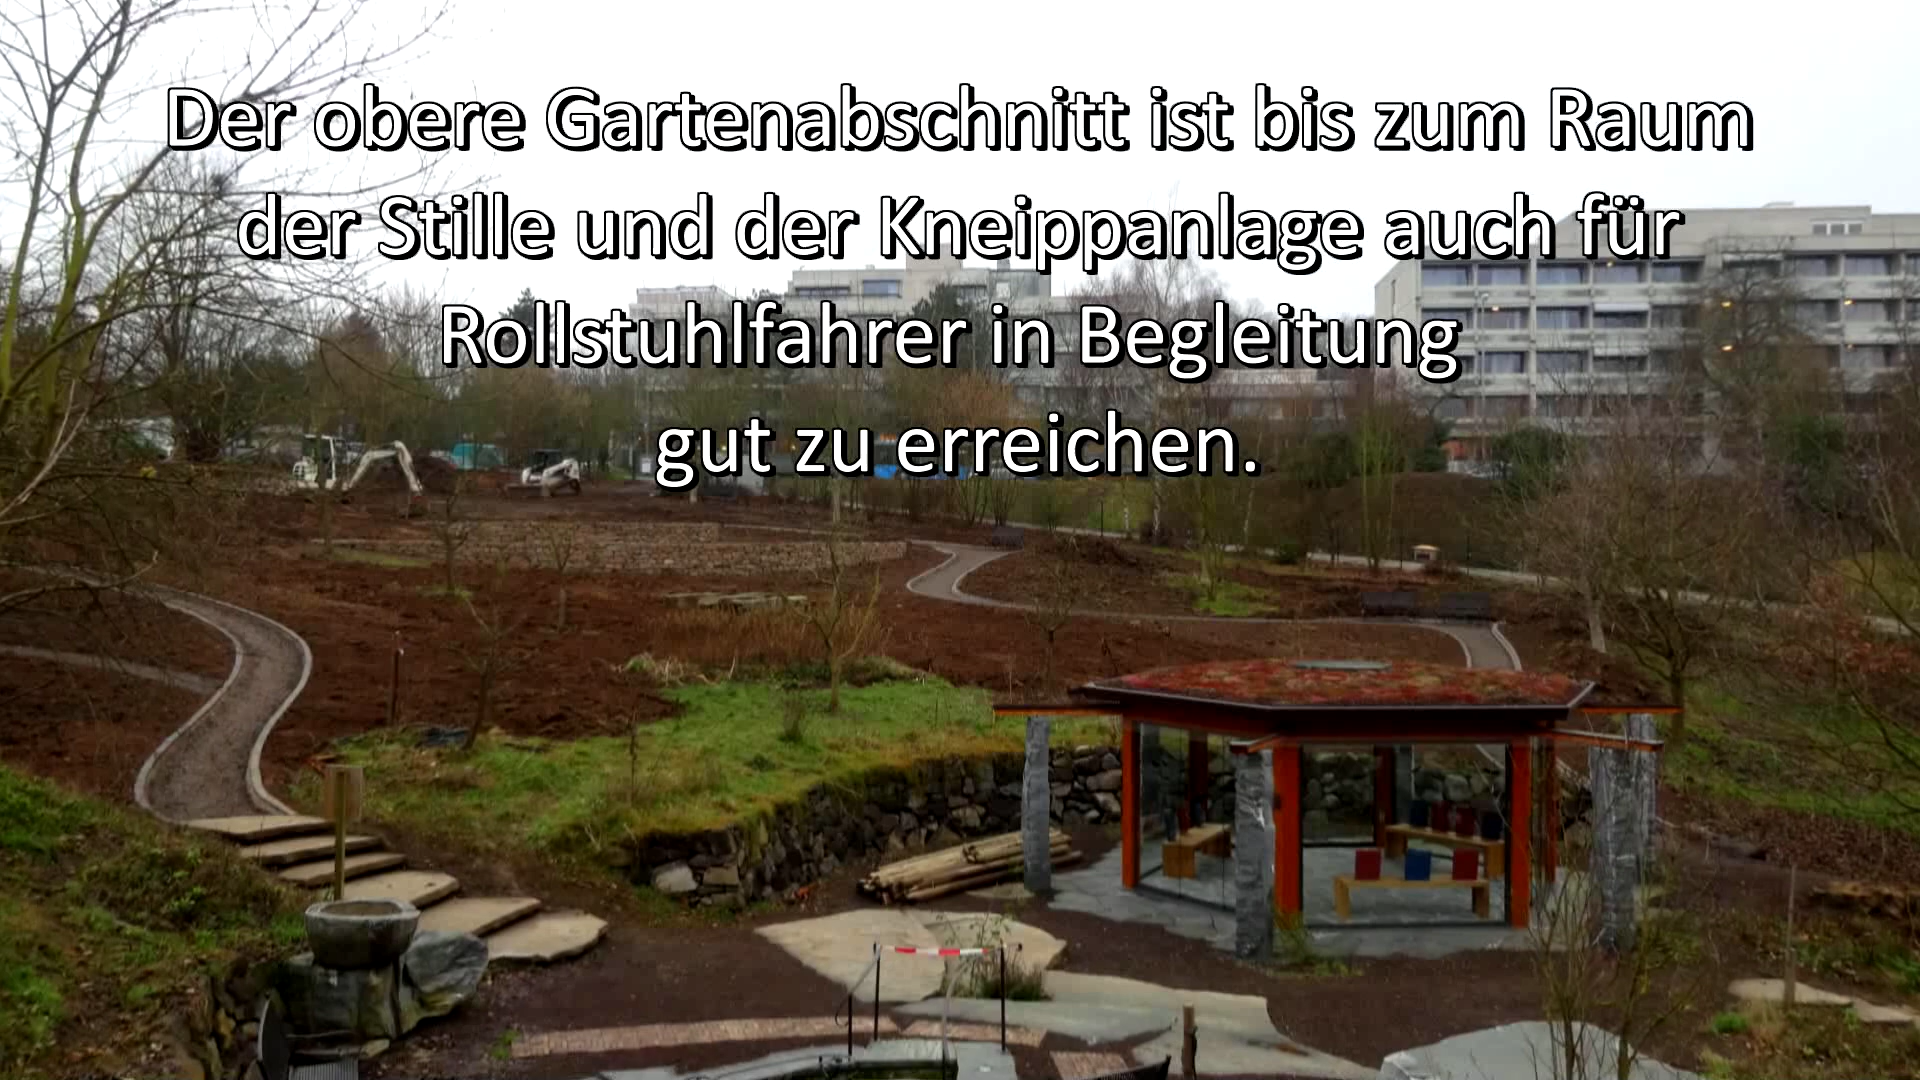 Der obere Gartenabschnitt ist bis zum Raum
der Stille und der Kneippanlage auch für
Rollstuhlfahrer in Begleitung
gut zu erreichen.